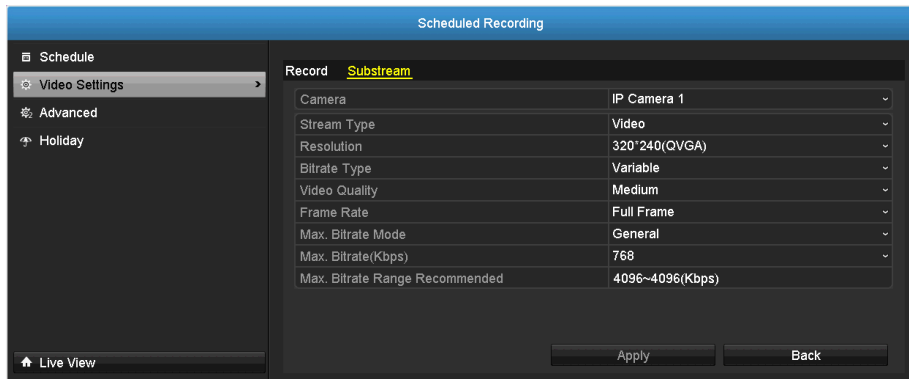 Scheduled Recording
Schedule
Video Settings >
Advanced
Holiday
Live View
Record Substream
Camera IP Camera 1
Stream Type Video
Resolution 320*240(QVGA)
Bitrate Type Variable
Video Quality Medium
Frame Rate Full Frame
Max. Bitrate Mode General
Max. Bitrate(Kbps) 768
Max. Bitrate Range Recommended 4096~4096(Kbps)
Apply Back